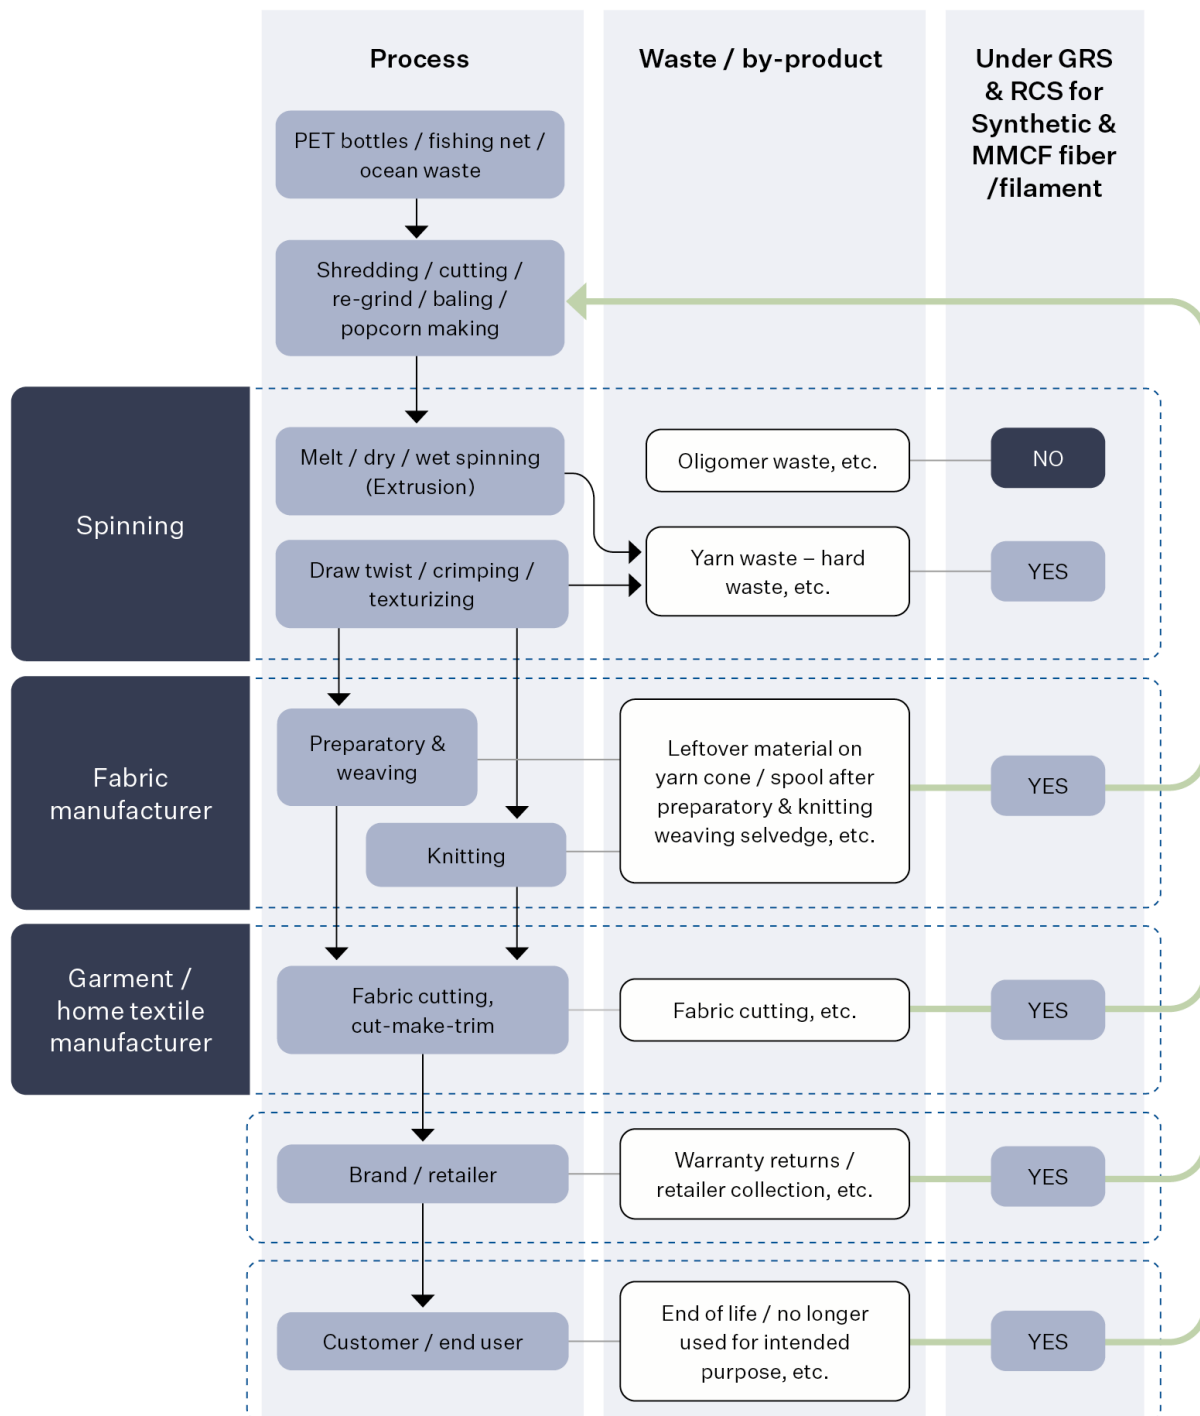 Process
Waste / by-product
Under GRS
& RCS for
Synthetic &
MMCF fiber
/filament
PET bottles / fishing net /
ocean waste
Shredding / cutting /
re-grind / baling /
popcorn making
Spinning
Melt / dry / wet spinning
(Extrusion)
Oligomer waste, etc.
NO
Draw twist / crimping /
texturizing
Yarn waste – hard
waste, etc.
YES
Fabric
manufacturer
Preparatory &
weaving
Knitting
Leftover material on
yarn cone / spool after
preparatory & knitting
weaving selvedge, etc.
YES
Garment /
home textile
manufacturer
Fabric cutting,
cut-make-trim
Fabric cutting, etc.
YES
Brand / retailer
Warranty returns /
retailer collection, etc.
YES
Customer / end user
End of life / no longer
used for intended
purpose, etc.
YES